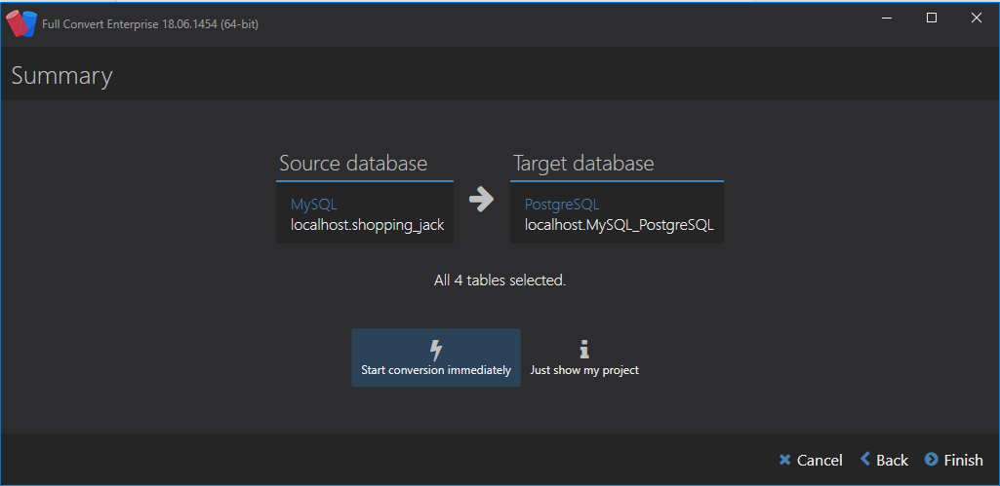 Full Convert Enterprise 18.06.1454 (64-bit)
Summary
Source database
Target database
MySQL
localhost.shopping_jack
PostgreSQL
localhost.MySQL_PostgreSQL
All 4 tables selected.
Start conversion immediately
Just show my project
Cancel
Back
Finish